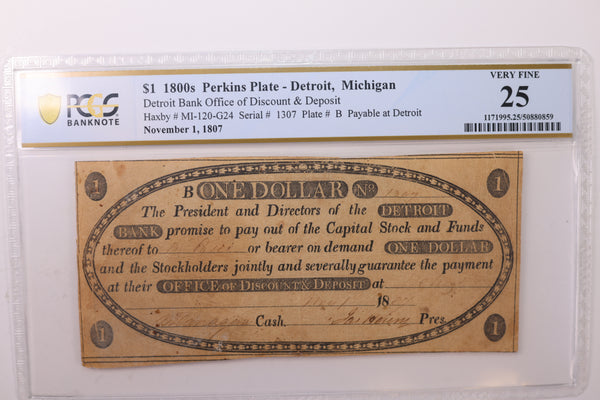 $1 1800s Perkins Plate - Detroit, Michigan
Detroit Bank Office of Discount & Deposit
Haxby # MI-120-G24 Serial # 1307 Plate # B Payable at Detroit
November 1, 1807
PCGS
BANKNOTE
VERY FINE
25
1171995.25/50880859
1 1
B ONE DOLLAR No. 1307
The President and Directors of the DETROIT
BANK promise to pay out of the Capital Stock and Funds
thereof to or bearer on demand ONE DOLLAR
and the Stockholders jointly and severally guarantee the payment
at their OFFICE OF DISCOUNT & DEPOSIT at
Nov 1 1807
Cash. Pres.
1 1